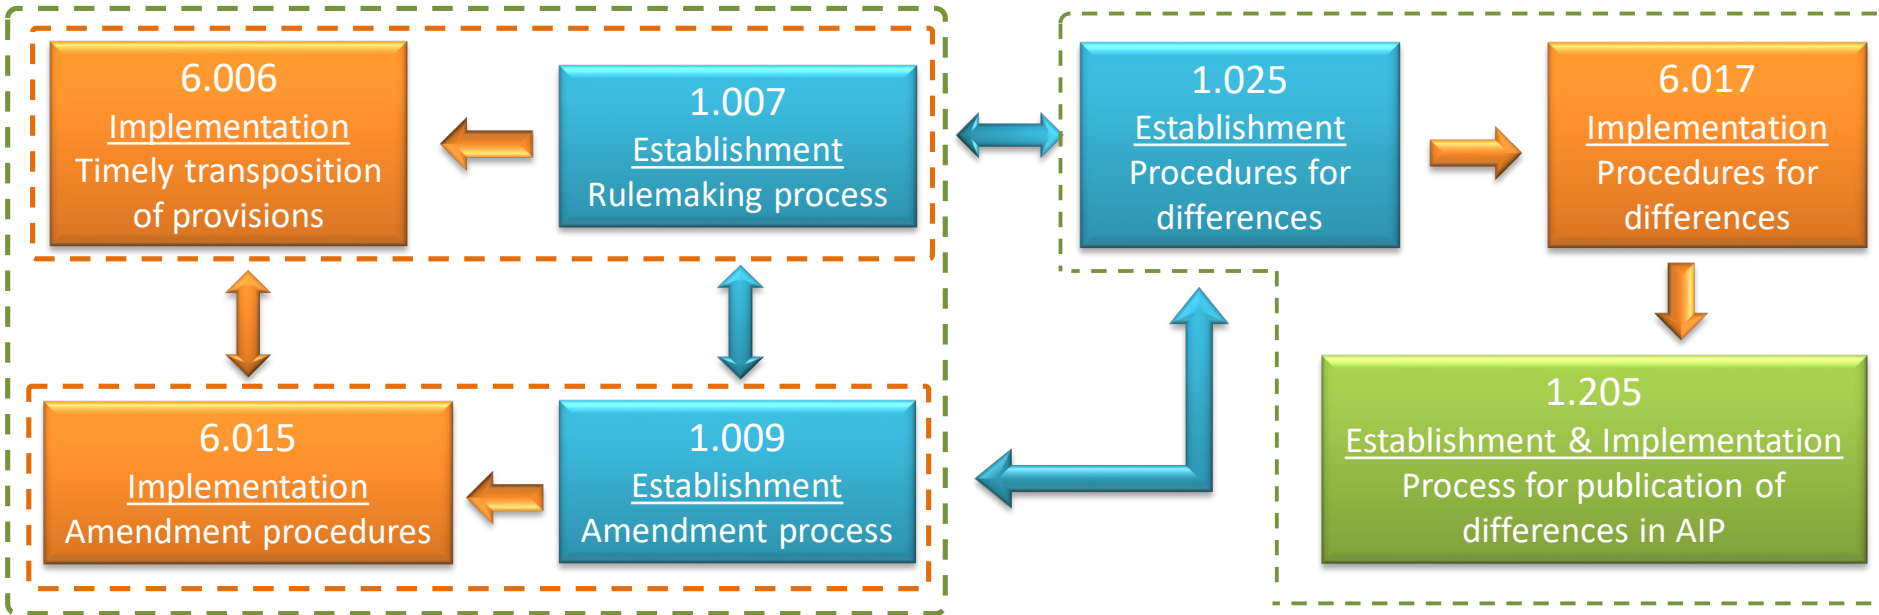 6.006
Implementation
Timely transposition
of provisions
1.007
Establishment
Rulemaking process
1.025
Establishment
Procedures for
differences
6.017
Implementation
Procedures for
differences
6.015
Implementation
Amendment procedures
1.009
Establishment
Amendment process
1.205
Establishment & Implementation
Process for publication of
differences in AIP